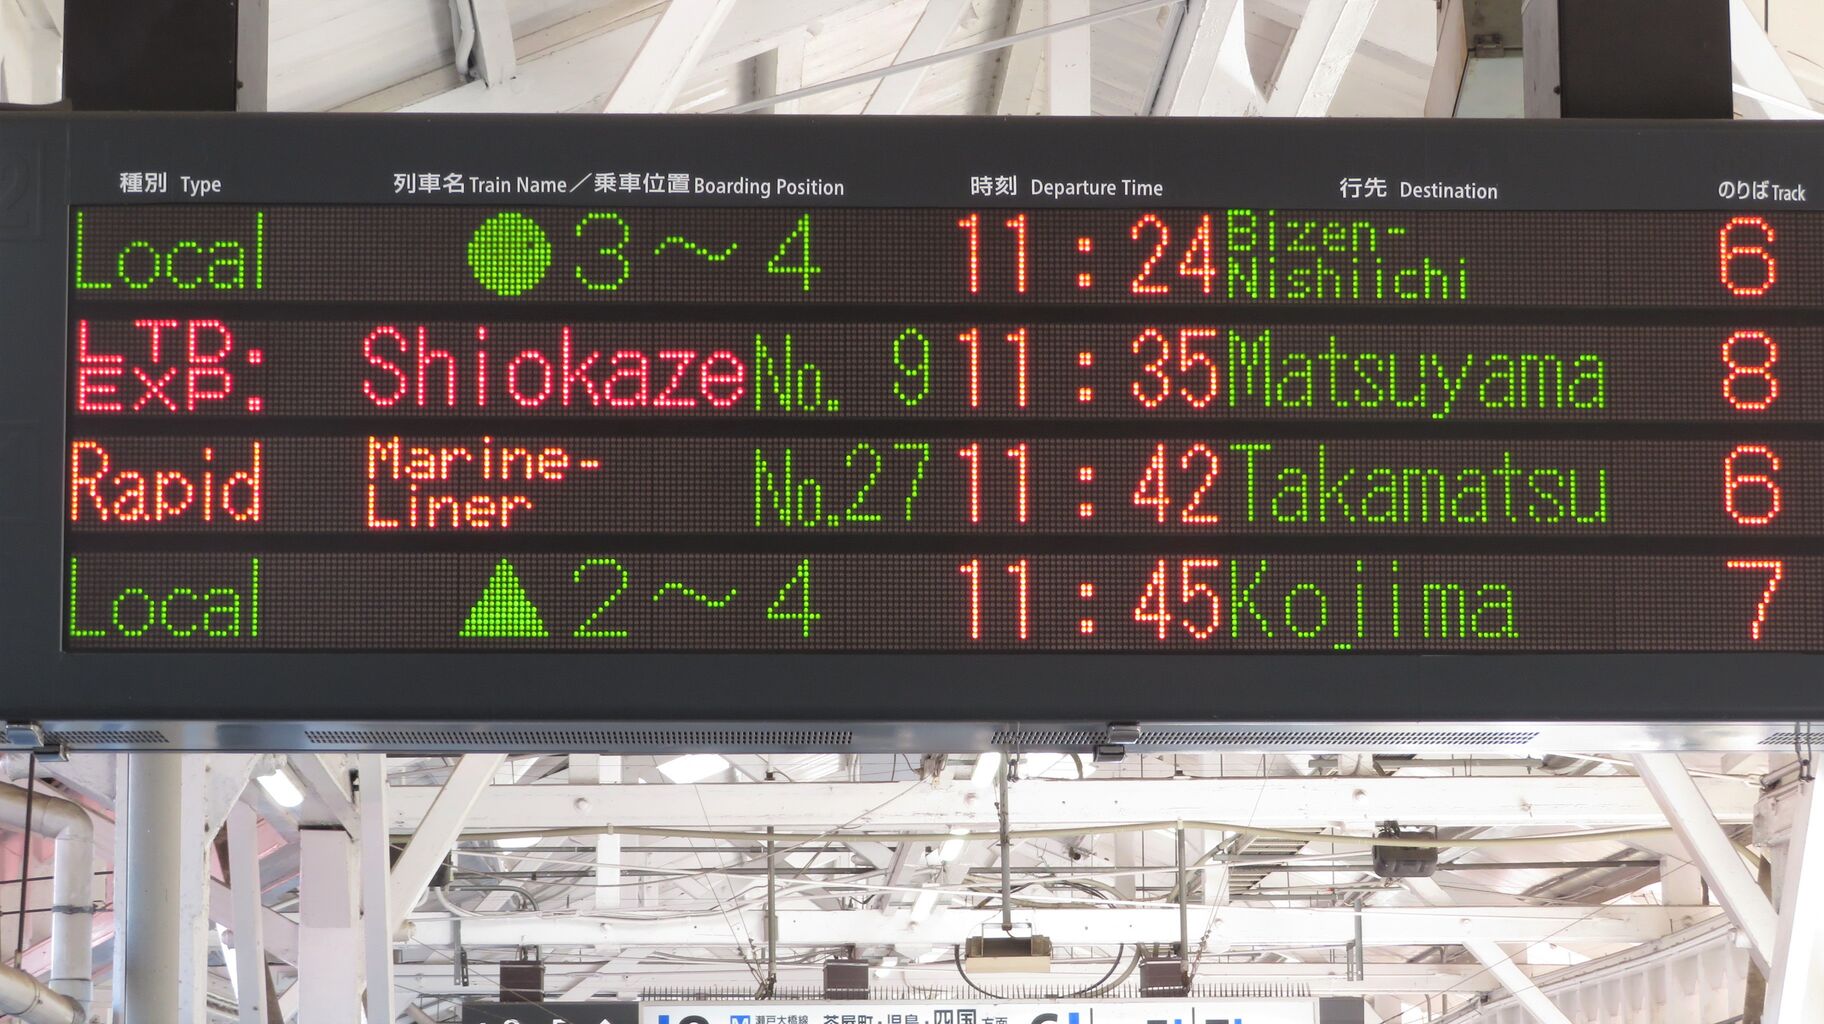 種別 Type 列車名 Train Name/乗車位置 Boarding Position 時刻 Departure Time 行先 Destination のりば Track
Local ● 3~4 11:24 Bizen-Nishiichi 6
LTD. EXP. Shiokaze No. 9 11:35 Matsuyama 8
Rapid Marine-Liner No.27 11:42 Takamatsu 6
Local ▲ 2~4 11:45 Kojima 7
瀬戸大橋線 茶屋町・児島・四国方面